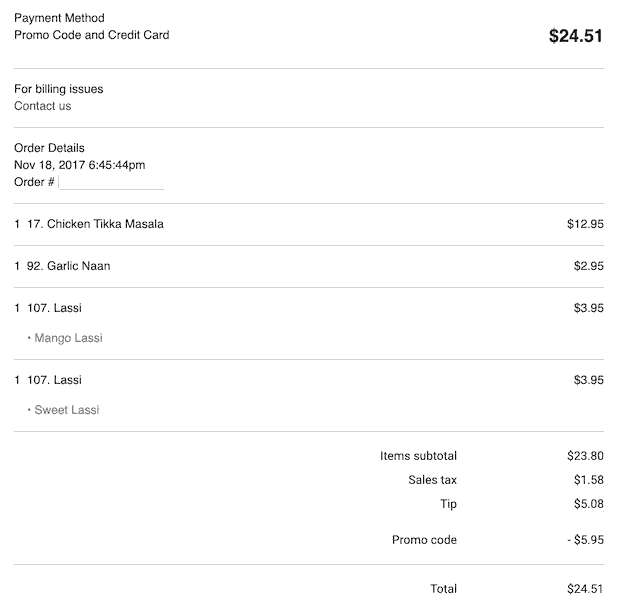 Payment Method
Promo Code and Credit Card $24.51
For billing issues
Contact us
Order Details
Nov 18, 2017 6:45:44pm
Order #
1 17. Chicken Tikka Masala $12.95
1 92. Garlic Naan $2.95
1 107. Lassi $3.95
• Mango Lassi
1 107. Lassi $3.95
• Sweet Lassi
Items subtotal $23.80
Sales tax $1.58
Tip $5.08
Promo code - $5.95
Total $24.51